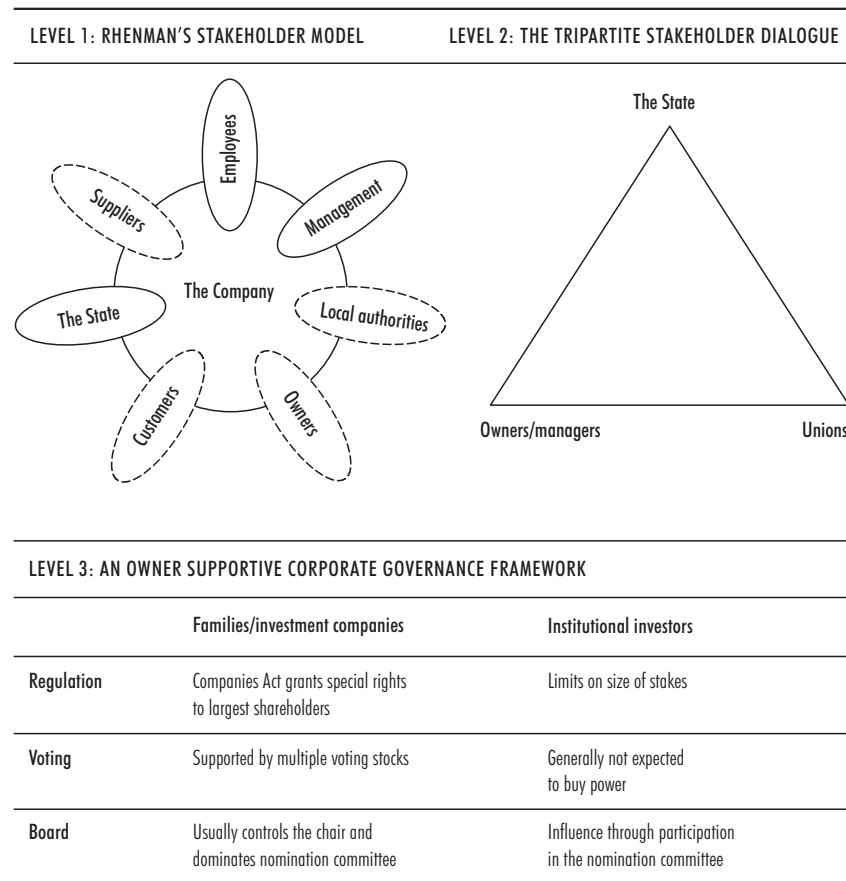 LEVEL 1: RHENMAN'S STAKEHOLDER MODEL
LEVEL 2: THE TRIPARTITE STAKEHOLDER DIALOGUE
Employees
Management
Suppliers
The Company
The State
Local authorities
Customers
Owners
The State
Owners/managers
Unions
LEVEL 3: AN OWNER SUPPORTIVE CORPORATE GOVERNANCE FRAMEWORK
Families/investment companies
Institutional investors
Regulation
Companies Act grants special rights
to largest shareholders
Limits on size of stakes
Voting
Supported by multiple voting stocks
Generally not expected
to buy power
Board
Usually controls the chair and
dominates nomination committee
Influence through participation
in the nomination committee